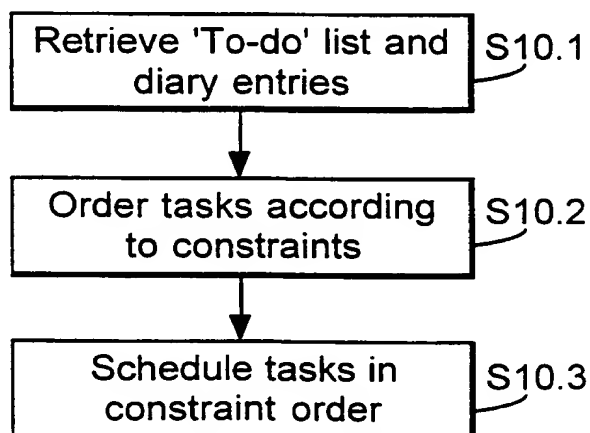 Retrieve 'To-do' list and
diary entries
S10.1
Order tasks according
to constraints
S10.2
Schedule tasks in
constraint order
S10.3